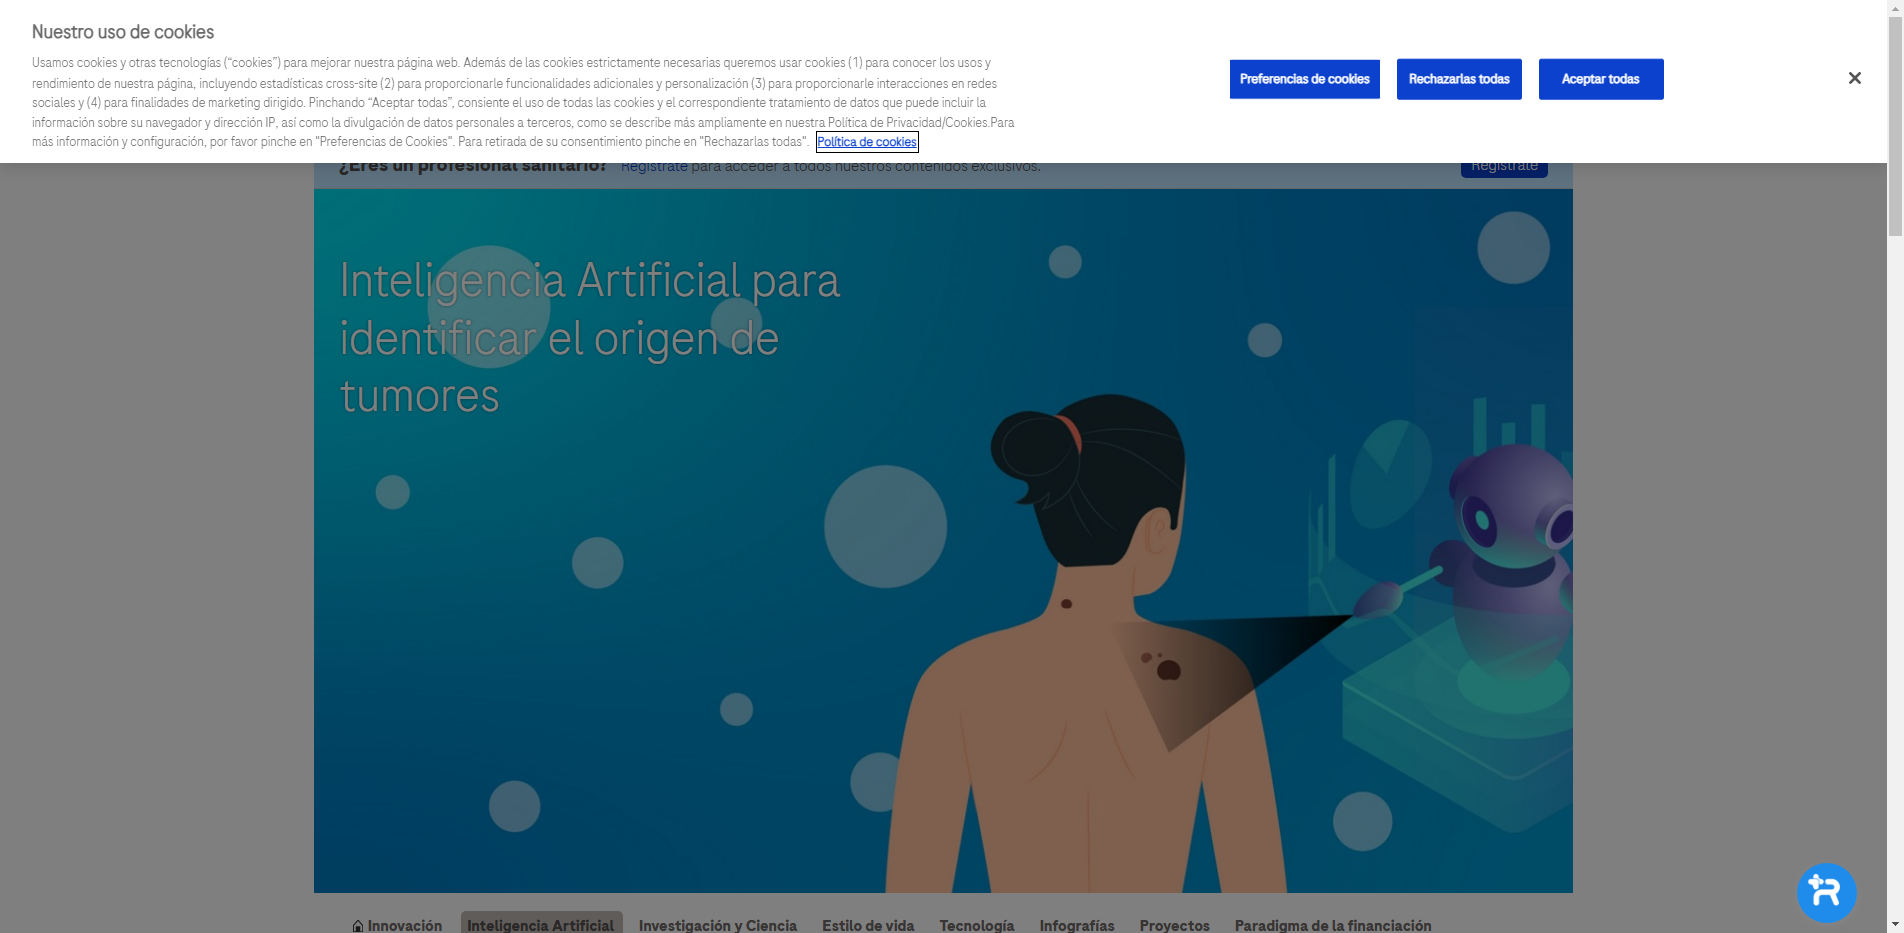 Nuestro uso de cookies
Usamos cookies y otras tecnologías (“cookies”) para mejorar nuestra página web. Además de las cookies estrictamente necesarias queremos usar cookies (1) para conocer los usos y
rendimiento de nuestra página, incluyendo estadísticas cross-site (2) para proporcionarle funcionalidades adicionales y personalización (3) para proporcionarle interacciones en redes
sociales y (4) para finalidades de marketing dirigido. Pinchando “Aceptar todas”, consiente el uso de todas las cookies y el correspondiente tratamiento de datos que puede incluir la
información sobre su navegador y dirección IP, así como la divulgación de datos personales a terceros, como se describe más ampliamente en nuestra Política de Privacidad/Cookies.Para
más información y configuración, por favor pinche en "Preferencias de Cookies". Para retirada de su consentimiento pinche en "Rechazarlas todas". Política de cookies
Preferencias de cookies Rechazarlas todas Aceptar todas
¿Eres un profesional sanitario? Regístrate para acceder a todos nuestros contenidos exclusivos. Regístrate
Inteligencia Artificial para
identificar el origen de
tumores
Innovación Inteligencia Artificial Investigación y Ciencia Estilo de vida Tecnología Infografías Proyectos Paradigma de la financiación